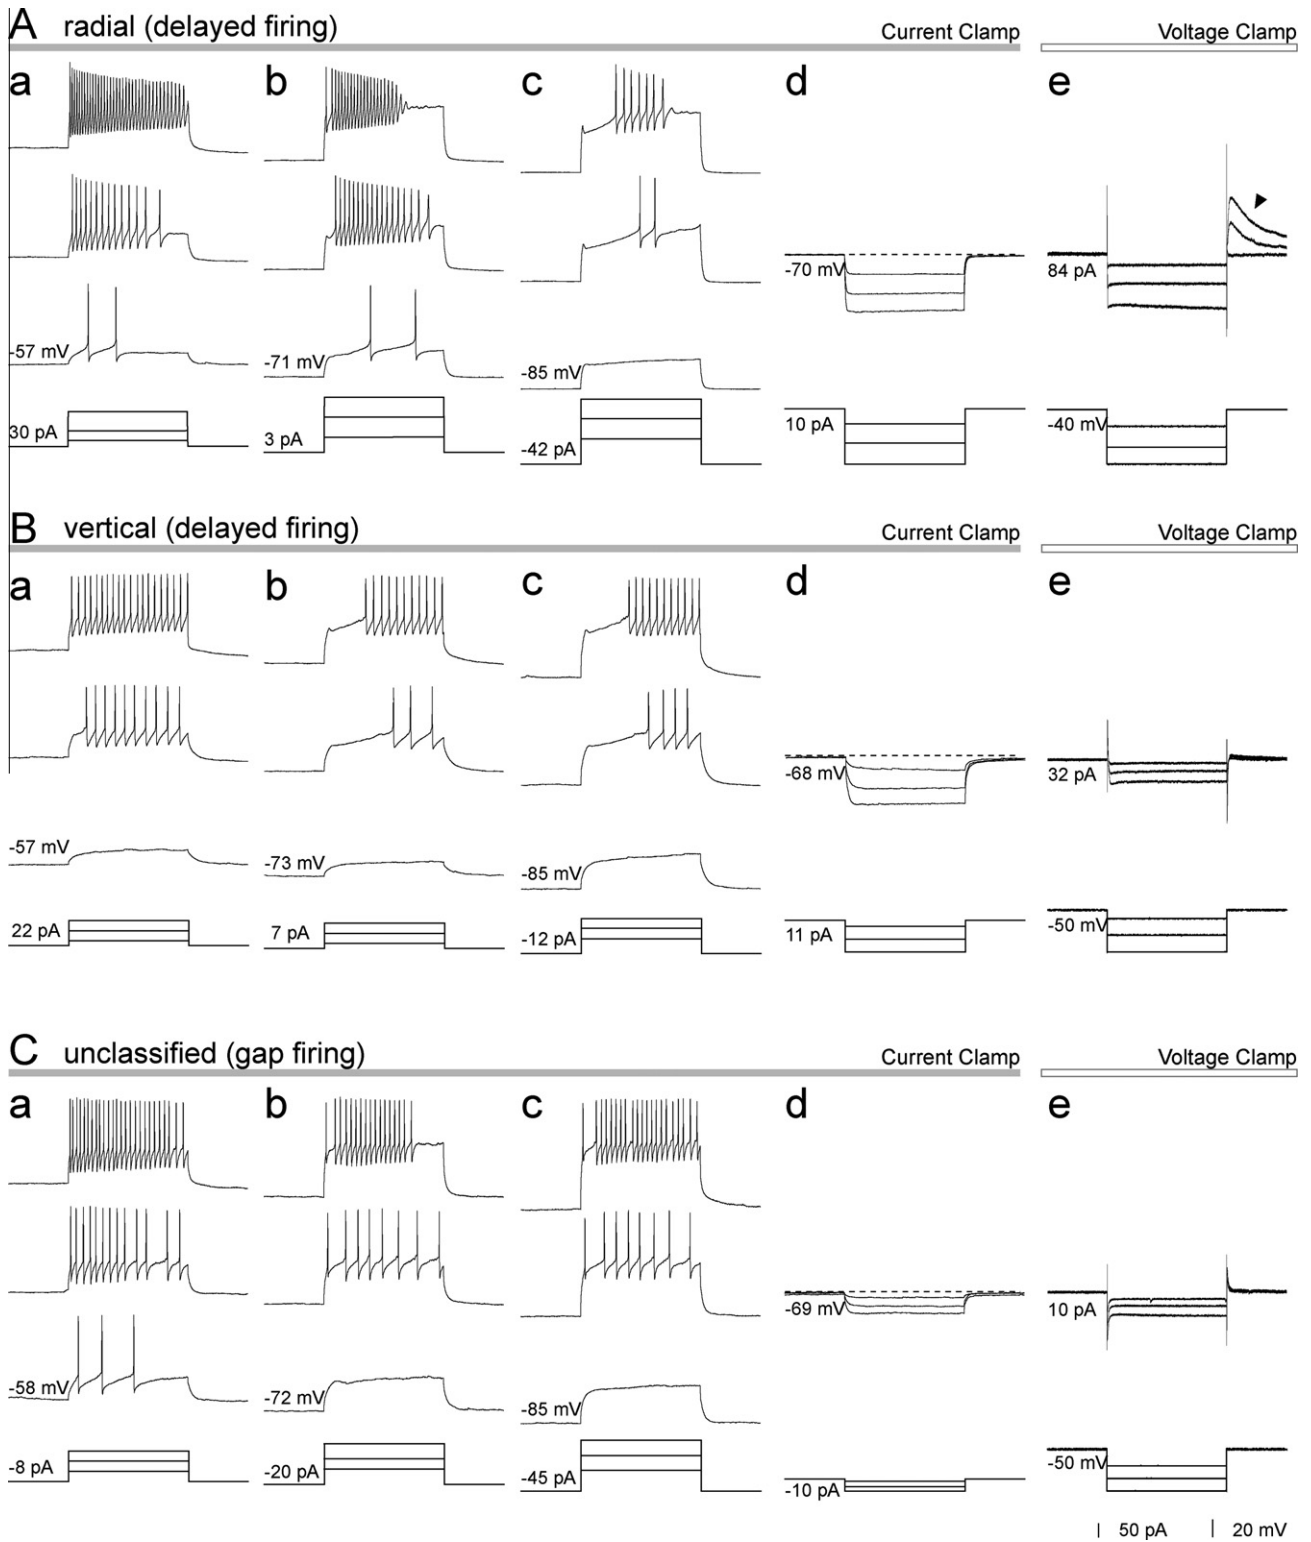 A radial (delayed firing) Current Clamp Voltage Clamp
a b c d e
-70 mV 84 pA
-57 mV -71 mV -85 mV
30 pA 3 pA -42 pA 10 pA -40 mV
B vertical (delayed firing) Current Clamp Voltage Clamp
a b c d e
-68 mV 32 pA
-57 mV -73 mV -85 mV
22 pA 7 pA -12 pA 11 pA -50 mV
C unclassified (gap firing) Current Clamp Voltage Clamp
a b c d e
-69 mV 10 pA
-58 mV -72 mV -85 mV
-8 pA -20 pA -45 pA -10 pA -50 mV
50 pA 20 mV